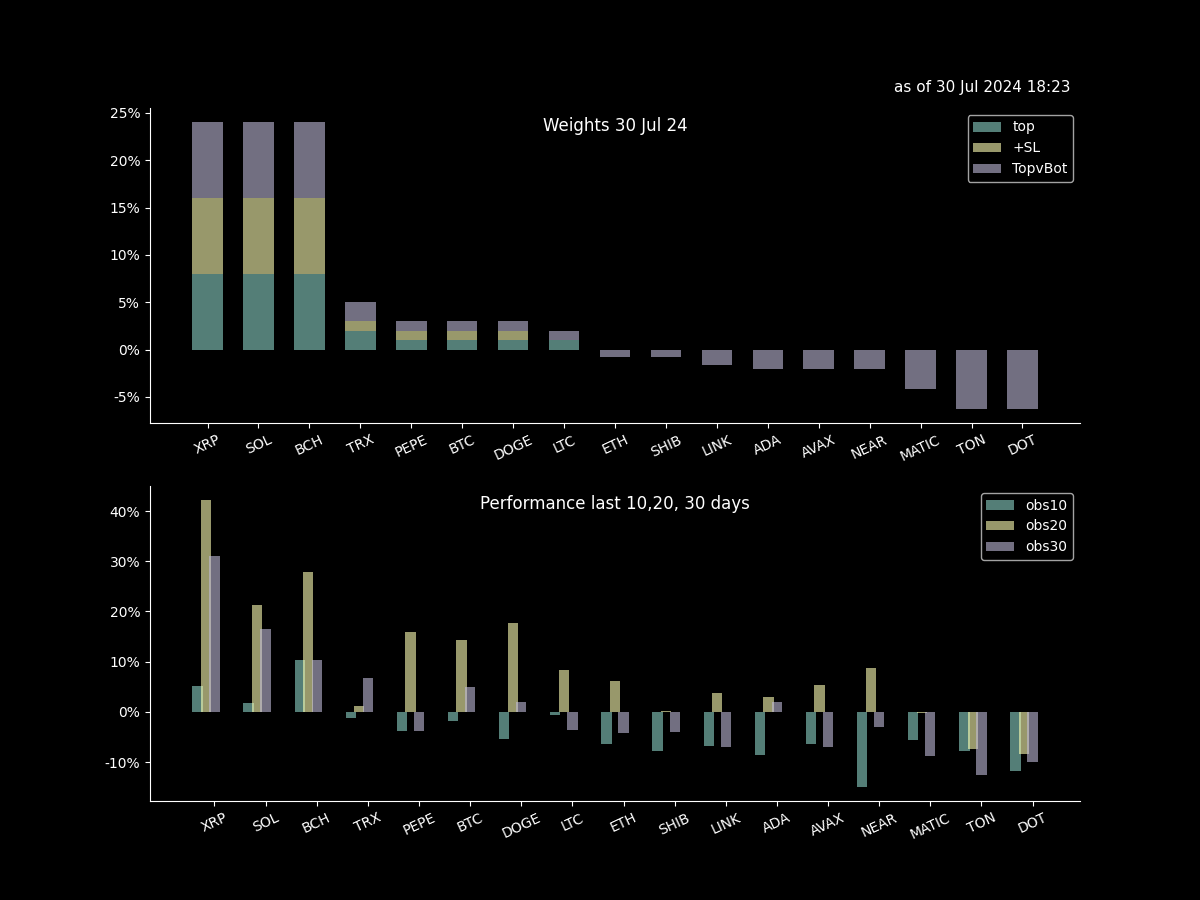 as of 30 Jul 2024 18:23
Weights 30 Jul 24
25%
20%
15%
10%
5%
0%
-5%
top
+SL
TopvBot
XRP SOL BCH TRX PEPE BTC DOGE LTC ETH SHIB LINK ADA AVAX NEAR MATIC TON DOT
Performance last 10,20, 30 days
40%
30%
20%
10%
0%
-10%
obs10
obs20
obs30
XRP SOL BCH TRX PEPE BTC DOGE LTC ETH SHIB LINK ADA AVAX NEAR MATIC TON DOT